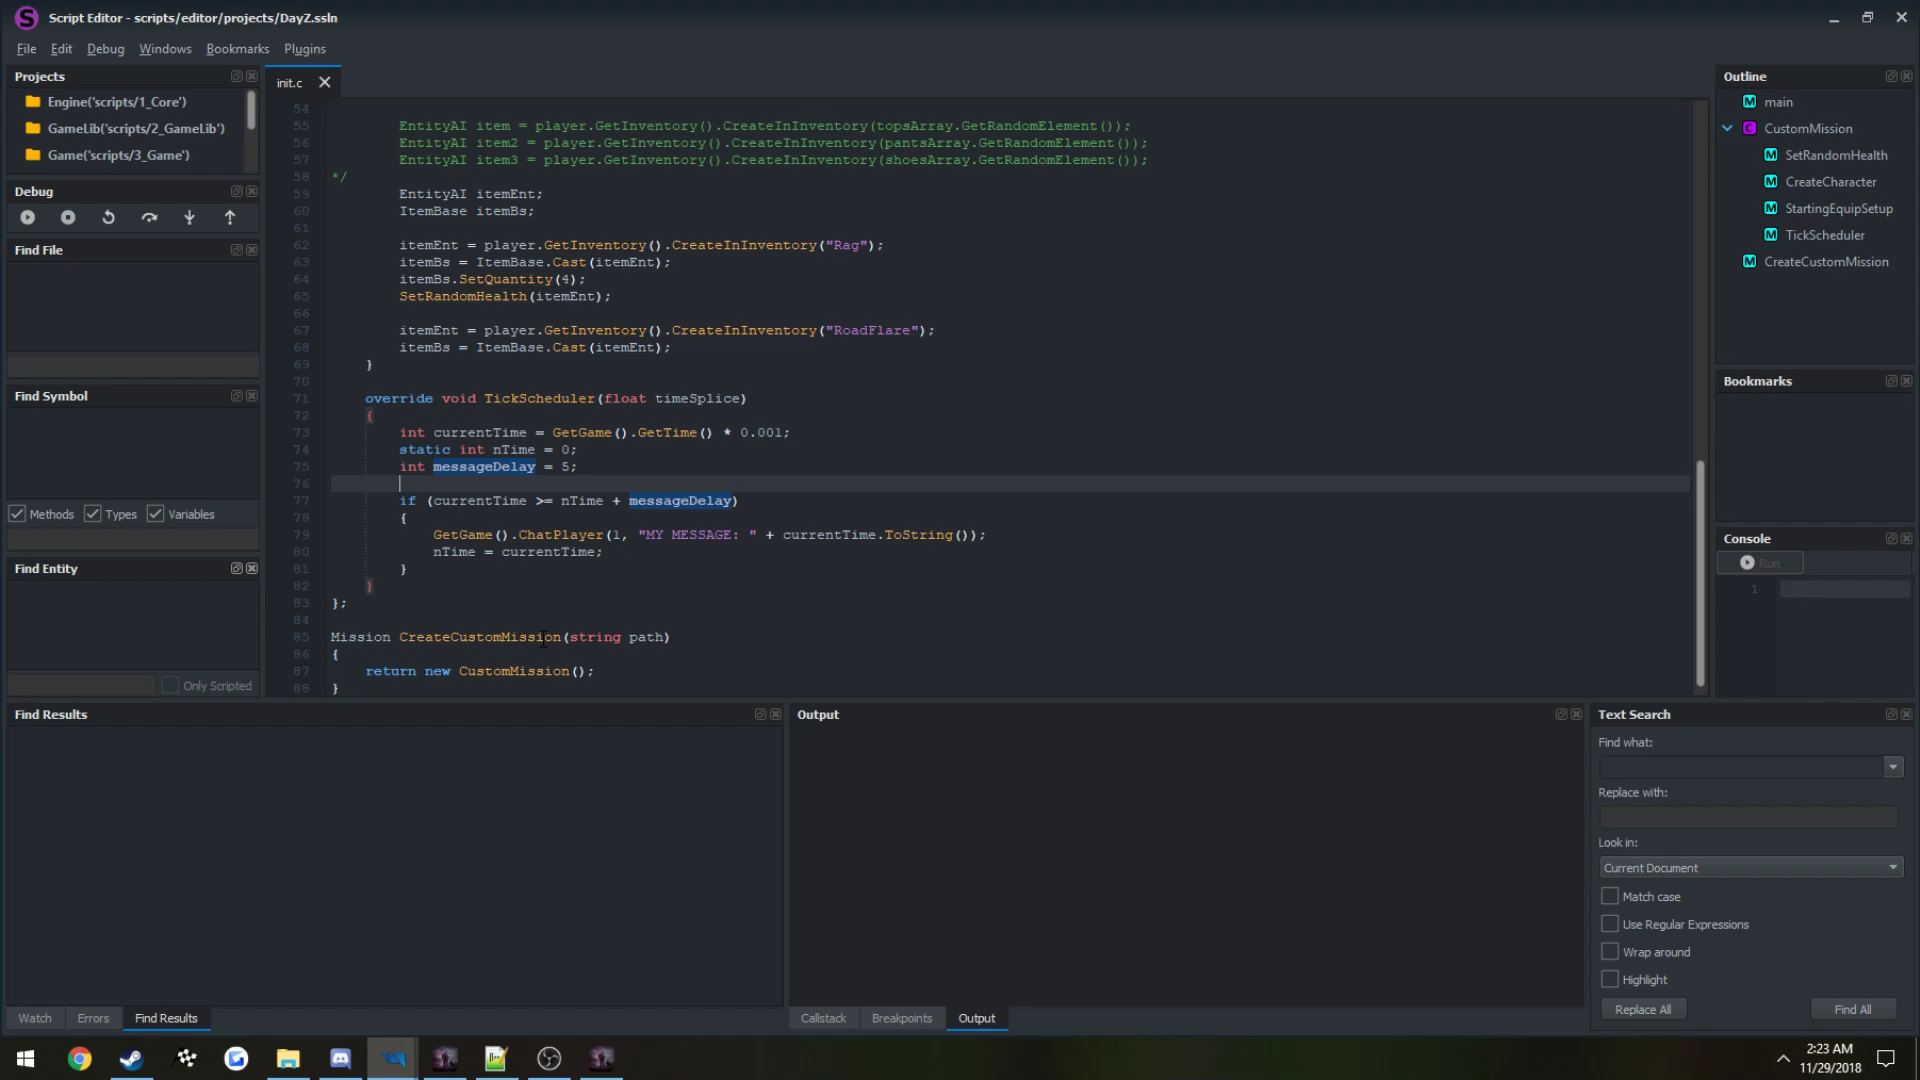 Script Editor - scripts/editor/projects/DayZ.ssln
File Edit Debug Windows Bookmarks Plugins
Projects
Engine('scripts/1_Core')
GameLib('scripts/2_GameLib')
Game('scripts/3_Game')
Debug
Find File
Find Symbol
Methods Types Variables
Find Entity
Only Scripted
init.c
54
55 EntityAI item = player.GetInventory().CreateInInventory(topsArray.GetRandomElement());
56 EntityAI item2 = player.GetInventory().CreateInInventory(pantsArray.GetRandomElement());
57 EntityAI item3 = player.GetInventory().CreateInInventory(shoesArray.GetRandomElement());
58 */
59 EntityAI itemEnt;
60 ItemBase itemBs;
61
62 itemEnt = player.GetInventory().CreateInInventory("Rag");
63 itemBs = ItemBase.Cast(itemEnt);
64 itemBs.SetQuantity(4);
65 SetRandomHealth(itemEnt);
66
67 itemEnt = player.GetInventory().CreateInInventory("RoadFlare");
68 itemBs = ItemBase.Cast(itemEnt);
69 }
70
71 override void TickScheduler(float timeSplice)
72 {
73 int currentTime = GetGame().GetTime() * 0.001;
74 static int nTime = 0;
75 int messageDelay = 5;
76
77 if (currentTime >= nTime + messageDelay)
78 {
79 GetGame().ChatPlayer(1, "MY MESSAGE: " + currentTime.ToString());
80 nTime = currentTime;
81 }
82 }
83 };
84
85 Mission CreateCustomMission(string path)
86 {
87 return new CustomMission();
88 }
Outline
main
CustomMission
SetRandomHealth
CreateCharacter
StartingEquipSetup
TickScheduler
CreateCustomMission
Bookmarks
Console
Run
1
Find Results
Watch Errors Find Results
Output
Callstack Breakpoints Output
Text Search
Find what:
Replace with:
Look in:
Current Document
Match case
Use Regular Expressions
Wrap around
Highlight
Replace All Find All
2:23 AM
11/29/2018